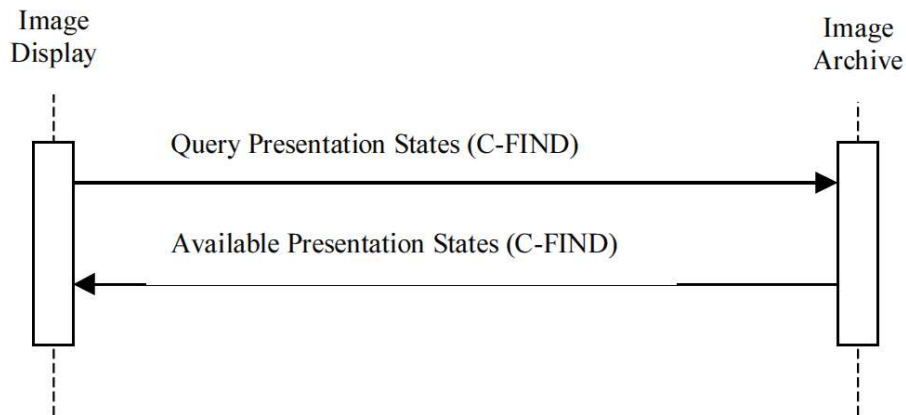 Image
Display
Image
Archive
Query Presentation States (C-FIND)
Available Presentation States (C-FIND)